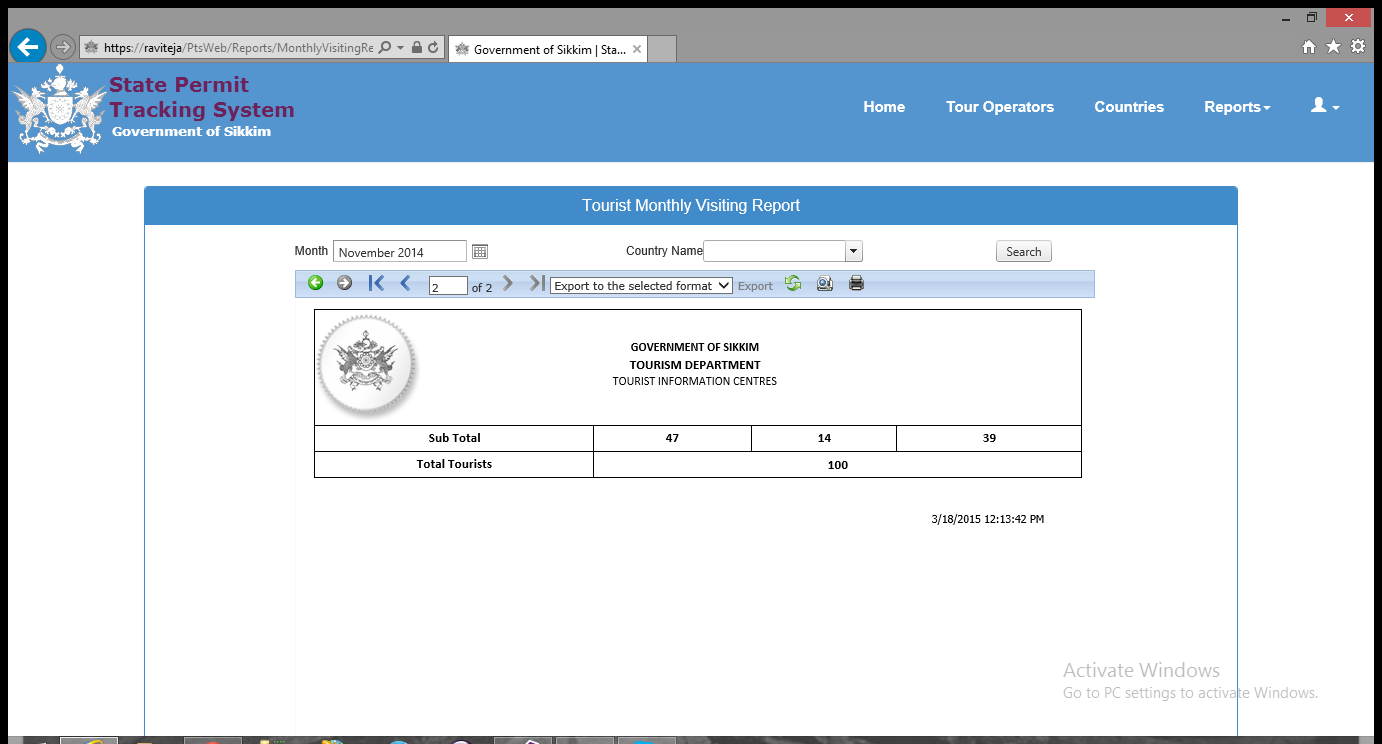 https://raviteja/PtsWeb/Reports/MonthlyVisitingRe
Government of Sikkim | Sta...
State Permit
Tracking System
Government of Sikkim
Home Tour Operators Countries Reports
Tourist Monthly Visiting Report
Month November 2014 Country Name Search
2 of 2 Export to the selected format Export
GOVERNMENT OF SIKKIM
TOURISM DEPARTMENT
TOURIST INFORMATION CENTRES
Sub Total 47 14 39
Total Tourists 100
3/18/2015 12:13:42 PM
Activate Windows
Go to PC settings to activate Windows.